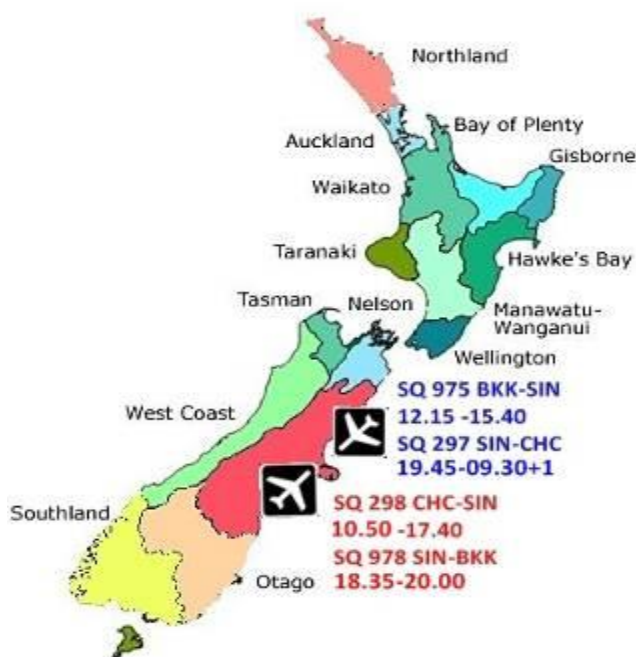 Northland
Auckland
Bay of Plenty
Gisborne
Waikato
Taranaki
Hawke's Bay
Tasman
Nelson
Manawatu-
Wanganui
Wellington
West Coast
SQ 975 BKK-SIN
12.15 -15.40
SQ 297 SIN-CHC
19.45-09.30+1
SQ 298 CHC-SIN
10.50 -17.40
SQ 978 SIN-BKK
18.35-20.00
Southland
Otago